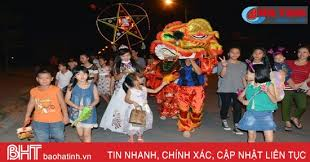 BHT baohatinh.vn
TIN NHANH, CHÍNH XÁC, CẬP NHẬT LIÊN TỤC